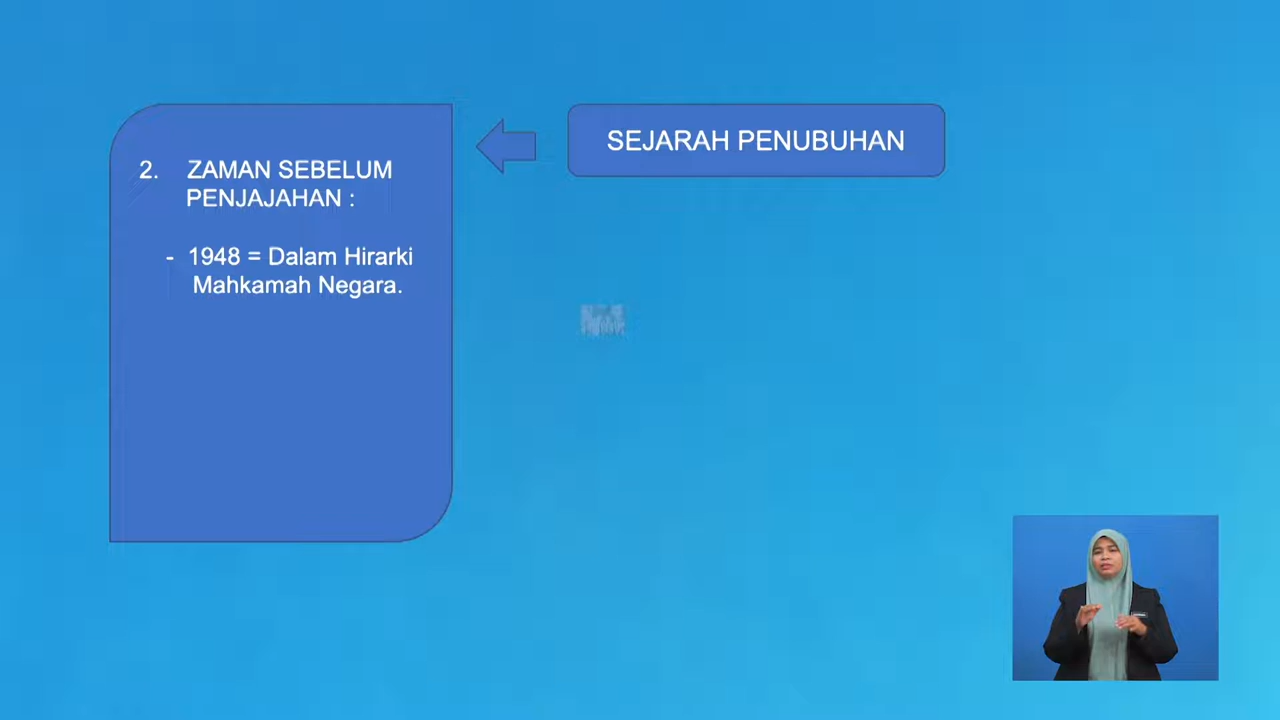 SEJARAH PENUBUHAN
2. ZAMAN SEBELUM
PENJAJAHAN :
- 1948 = Dalam Hirarki
Mahkamah Negara.